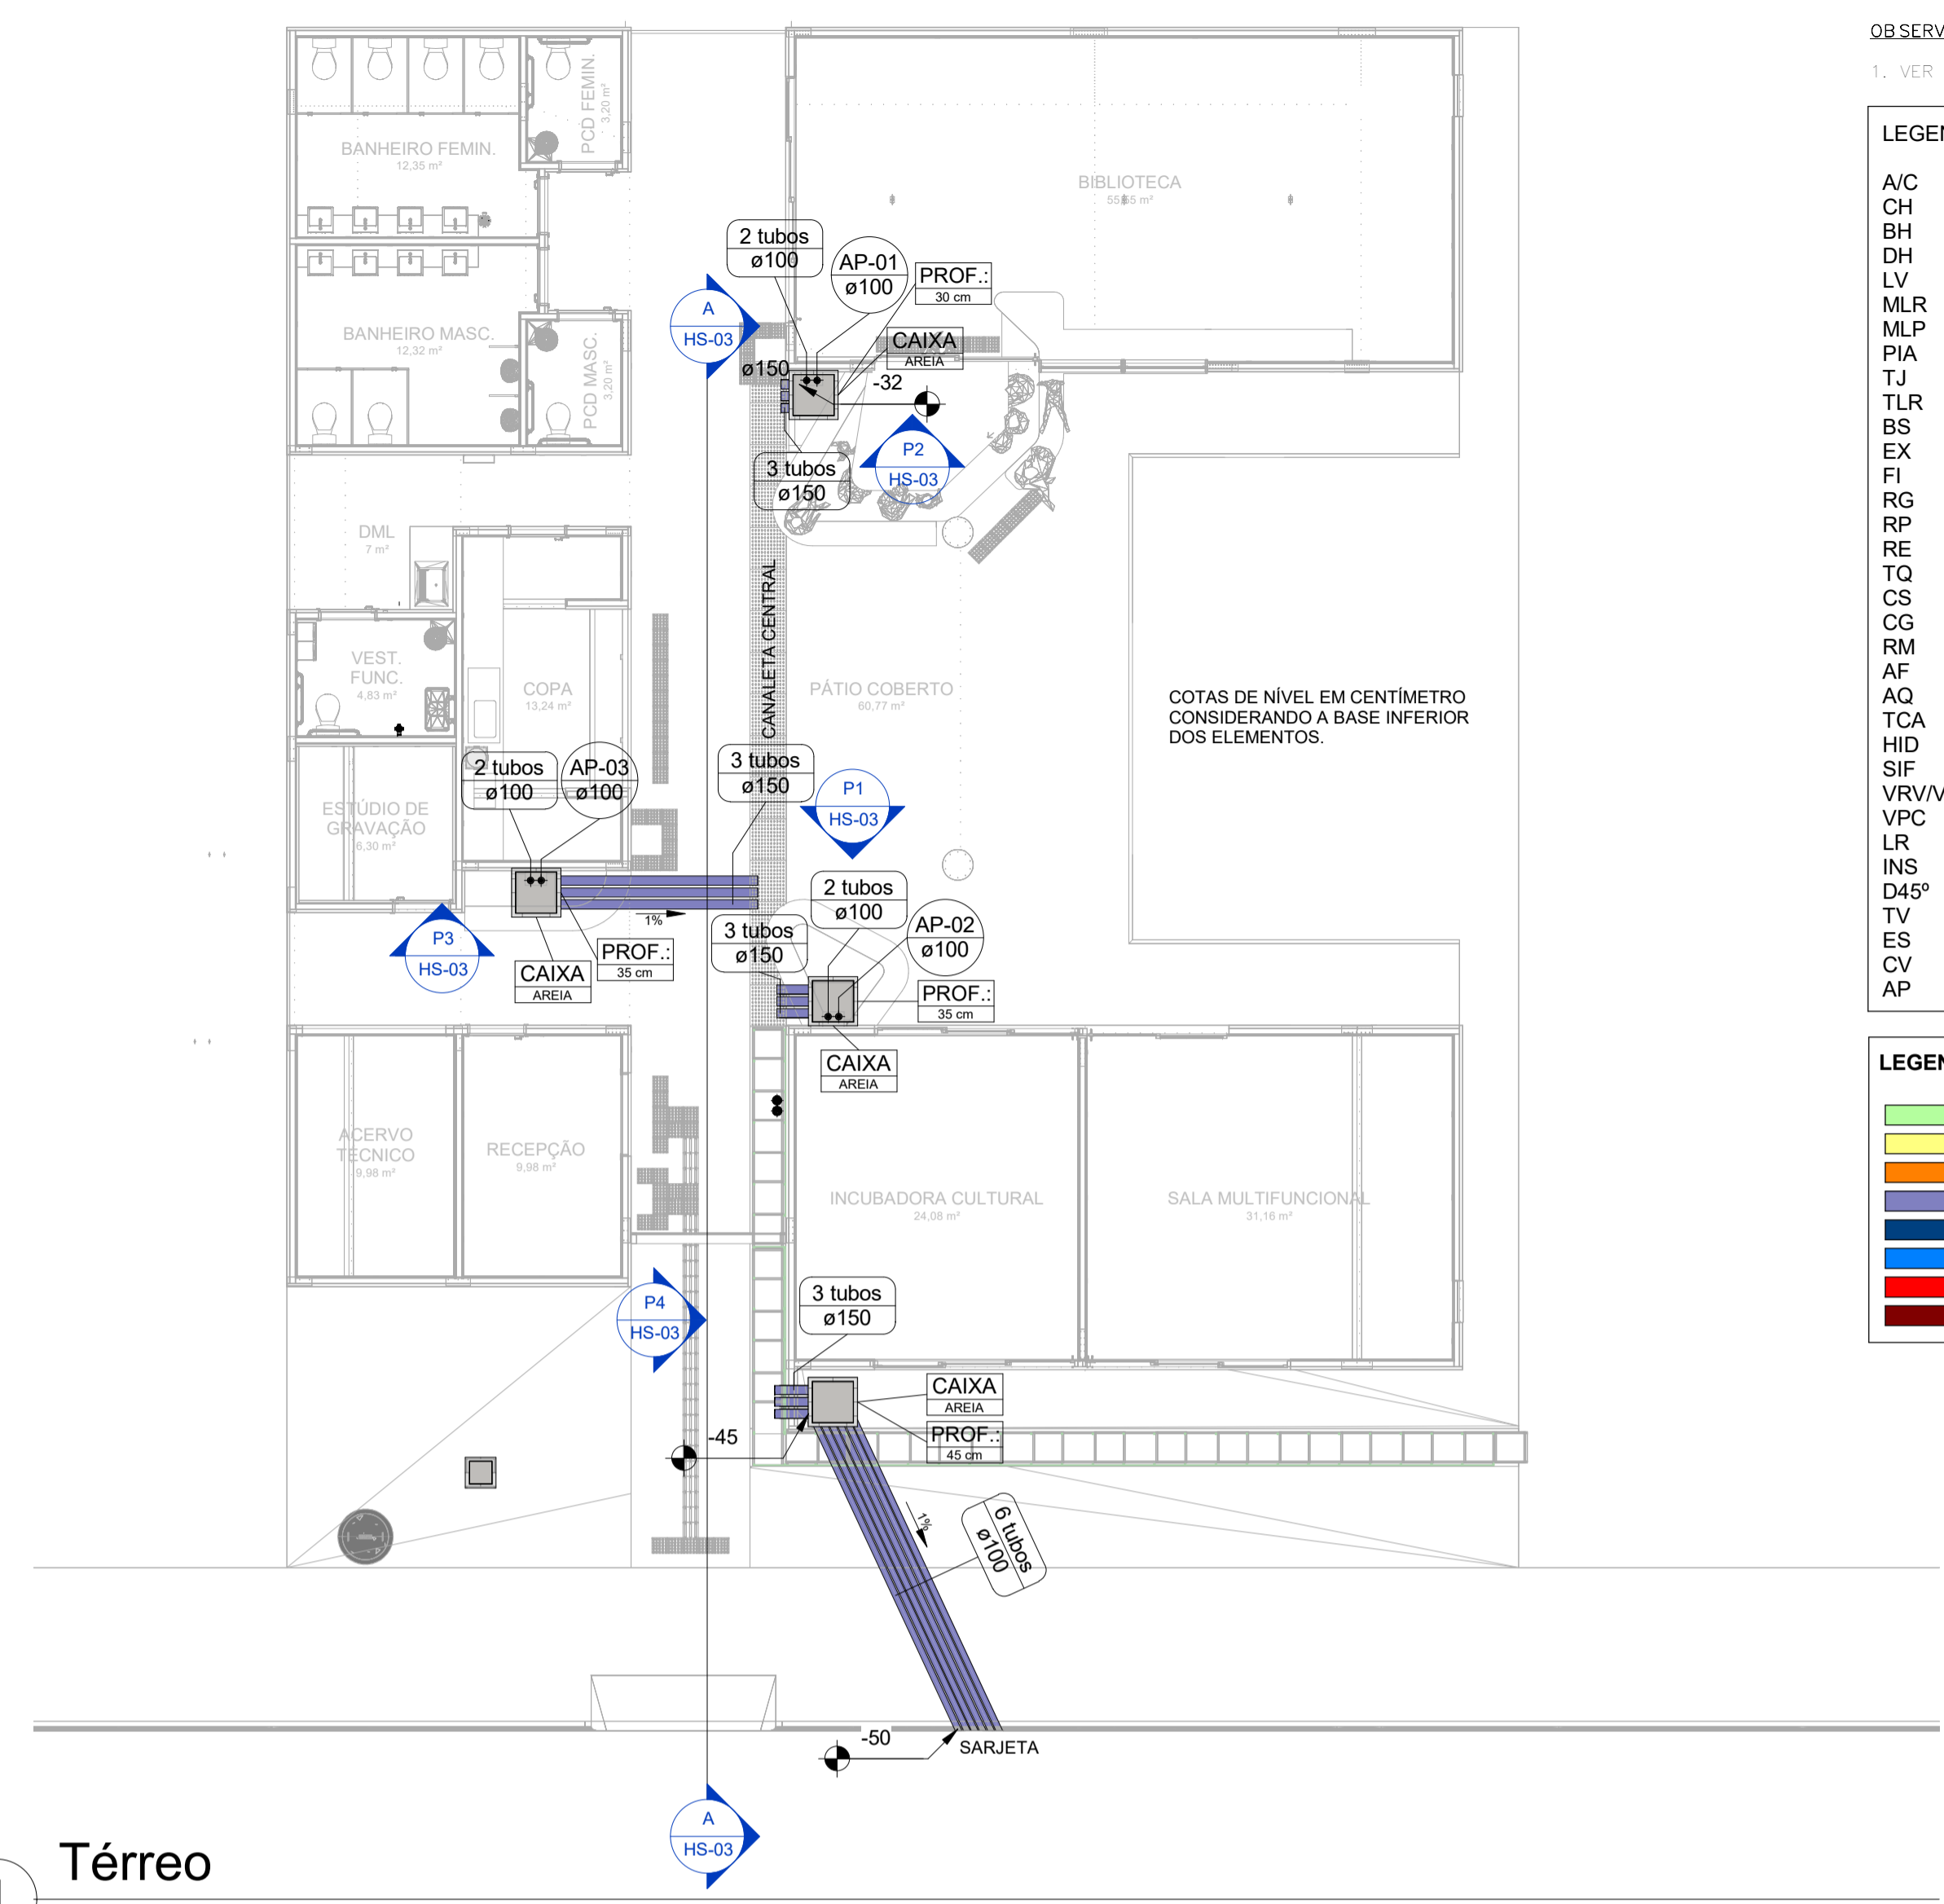 OBSERV
1. VER
LEGEN
A/C
CH
BH
DH
LV
MLR
MLP
PIA
TJ
TLR
BS
EX
FI
RG
RP
RE
TQ
CS
CG
RM
AF
AQ
TCA
HID
SIF
VRV/V
VPC
LR
INS
D45º
TV
ES
CV
AP
LEGEN
PCD FEMIN.
3,20 m²
BANHEIRO FEMIN.
12,35 m²
BIBLIOTECA
55,65 m²
2 tubos
ø100
AP-01
ø100
PROF.:
30 cm
A
HS-03
BANHEIRO MASC.
12,32 m²
PCD MASC.
3,20 m²
CAIXA
AREIA
ø150
-32
P2
HS-03
3 tubos
ø150
DML
7 m²
CANALETA CENTRAL
VEST.
FUNC.
4,83 m²
COPA
13,24 m²
PÁTIO COBERTO
60,77 m²
COTAS DE NÍVEL EM CENTÍMETRO
CONSIDERANDO A BASE INFERIOR
DOS ELEMENTOS.
2 tubos
ø100
AP-03
ø100
3 tubos
ø150
P1
HS-03
ESTÚDIO DE
GRAVAÇÃO
6,30 m²
1%
2 tubos
ø100
3 tubos
ø150
AP-02
ø100
P3
HS-03
PROF.:
35 cm
CAIXA
AREIA
PROF.:
35 cm
CAIXA
AREIA
ACERVO
TECNICO
9,98 m²
RECEPÇÃO
9,98 m²
INCUBADORA CULTURAL
24,08 m²
SALA MULTIFUNCIONAL
31,16 m²
3 tubos
ø150
P4
HS-03
CAIXA
AREIA
PROF.:
45 cm
-45
1%
6 tubos
ø100
-50
SARJETA
A
HS-03
Térreo